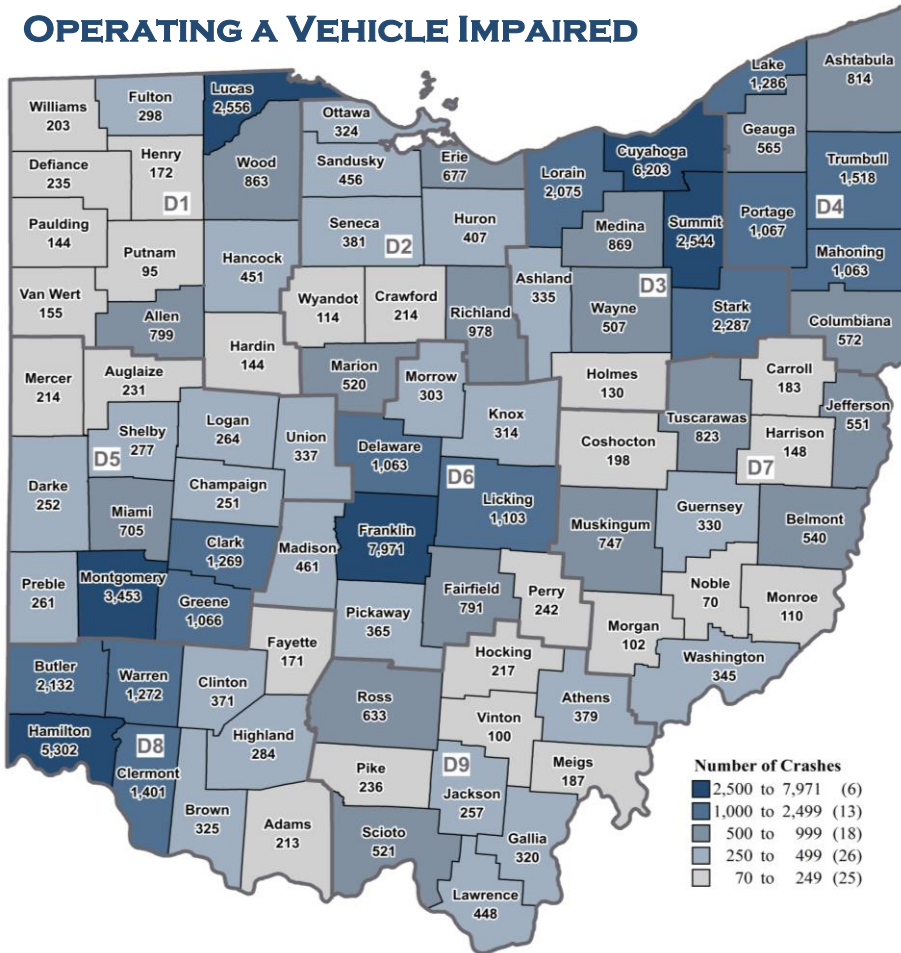 OPERATING A VEHICLE IMPAIRED
Williams
203
Fulton
298
Lucas
2,556
Ottawa
324
Lake
1,286
Ashtabula
814
Geauga
565
Defiance
235
Henry
172
Wood
863
Sandusky
456
Erie
677
Lorain
2,075
Cuyahoga
6,203
Trumbull
1,518
D1
D4
Paulding
144
Seneca
381
D2
Huron
407
Medina
869
Summit
2,544
Portage
1,067
Putnam
95
Hancock
451
Mahoning
1,063
Van Wert
155
Allen
799
Wyandot
114
Crawford
214
Richland
978
Ashland
335
D3
Wayne
507
Stark
2,287
Columbiana
572
Hardin
144
Mercer
214
Auglaize
231
Marion
520
Morrow
303
Holmes
130
Carroll
183
Jefferson
551
Knox
314
Tuscarawas
823
Harrison
148
Logan
264
Union
337
Shelby
277
D5
Delaware
1,063
Coshocton
198
D7
Darke
252
Champaign
251
D6
Licking
1,103
Miami
705
Guernsey
330
Belmont
540
Muskingum
747
Franklin
7,971
Clark
1,269
Madison
461
Preble
261
Montgomery
3,453
Greene
1,066
Fairfield
791
Perry
242
Noble
70
Monroe
110
Pickaway
365
Morgan
102
Fayette
171
Hocking
217
Washington
345
Butler
2,132
Warren
1,272
Clinton
371
Ross
633
Athens
379
Vinton
100
Hamilton
5,302
D8
Highland
284
Clermont
1,401
Pike
236
D9
Jackson
257
Meigs
187
Brown
325
Adams
213
Scioto
521
Gallia
320
Lawrence
448
Number of Crashes
2,500 to 7,971 (6)
1,000 to 2,499 (13)
500 to 999 (18)
250 to 499 (26)
70 to 249 (25)